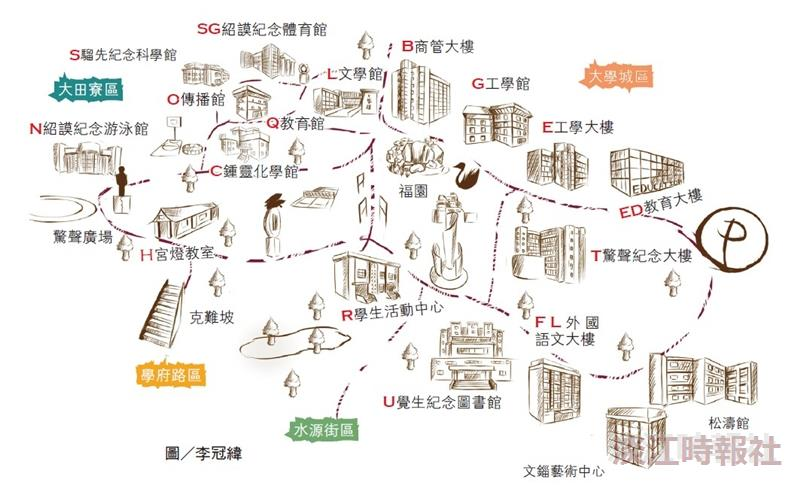 SG紹謨紀念體育館
S騮先紀念科學館
B商管大樓
L文學館
大學城區
大田寮區
G工學館
O傳播館
Q教育館
E工學大樓
N紹謨紀念游泳館
C鍾靈化學館
EDUCATION
福園
ED教育大樓
P
驚聲廣場
H宮燈教室
T驚聲紀念大樓
R學生活動中心
克難坡
FL外國
語文大樓
學府路區
U覺生紀念圖書館
水源街區
松濤館
圖／李冠緯
文錙藝術中心
淡江時報社